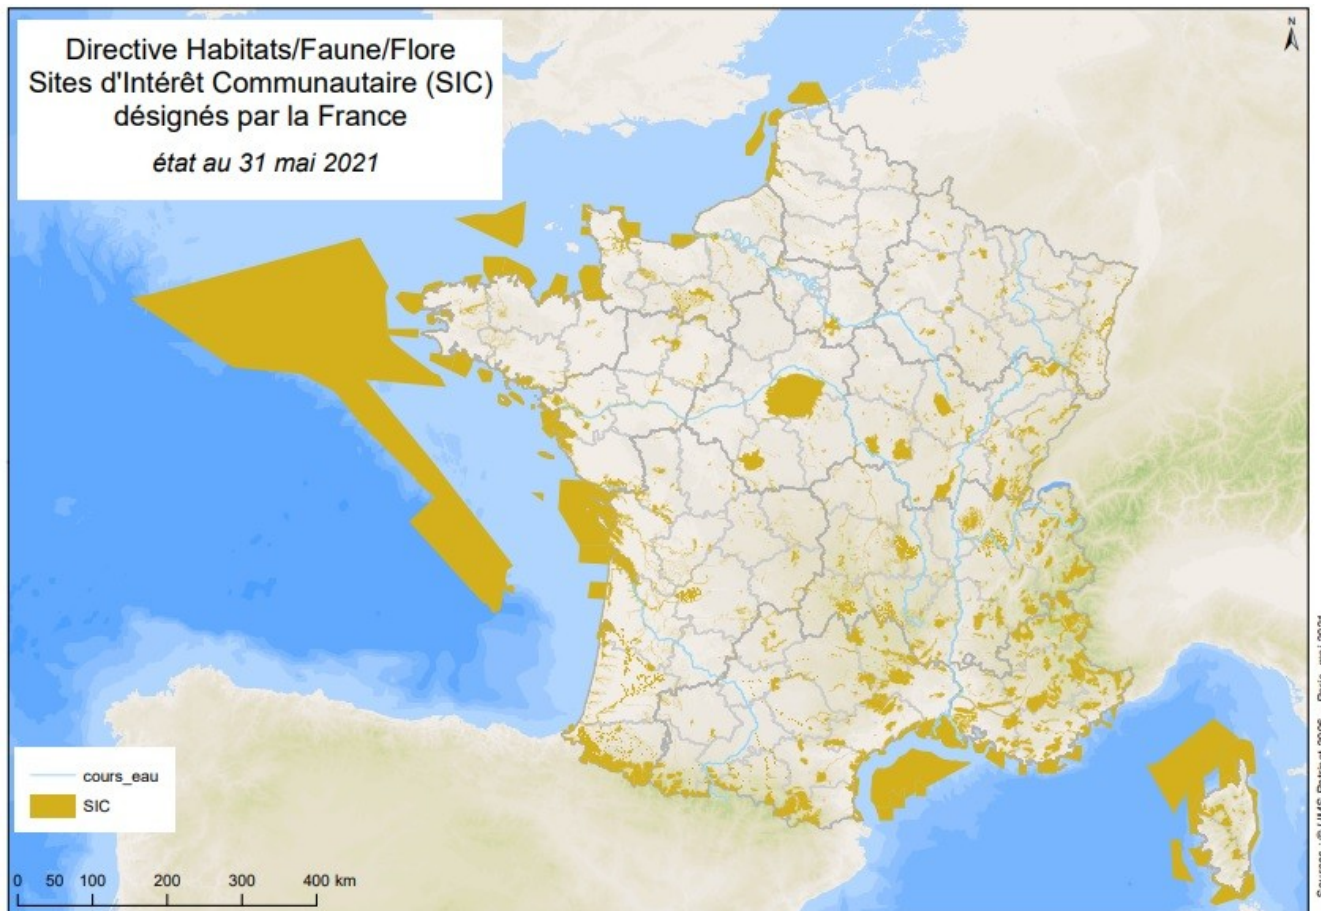 Directive Habitats/Faune/Flore
Sites d'Intérêt Communautaire (SIC)
désignés par la France
état au 31 mai 2021
N
cours_eau
SIC
0 50 100 200 300 400 km